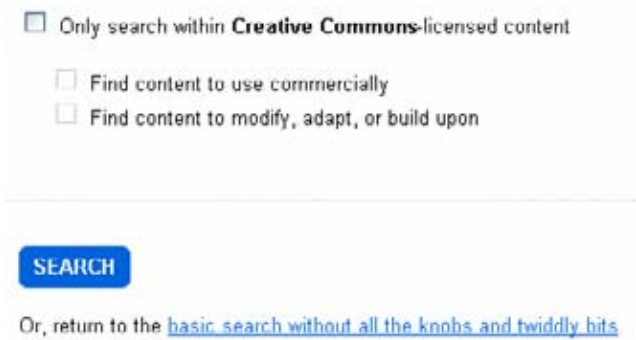 Only search within Creative Commons-licensed content
Find content to use commercially
Find content to modify, adapt, or build upon
SEARCH
Or, return to the basic search without all the knobs and twiddly bits